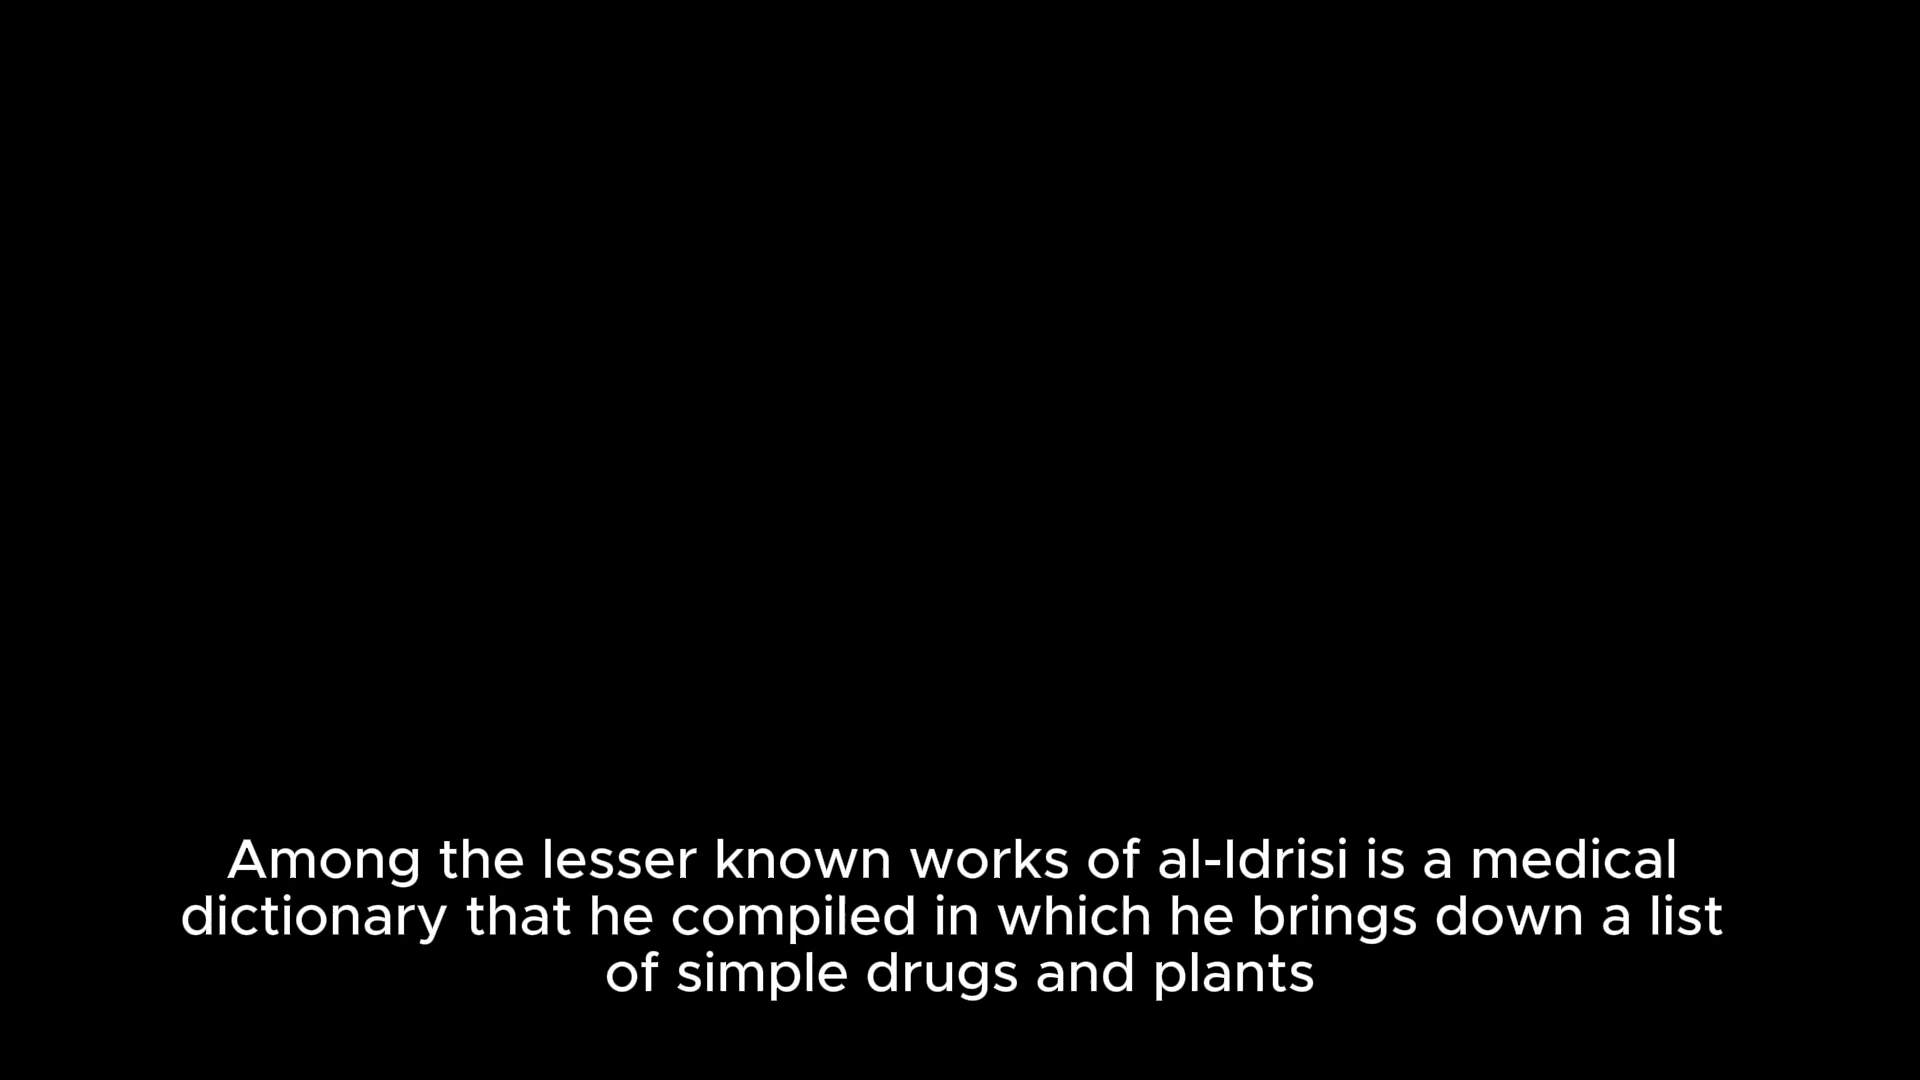 Among the lesser known works of al-Idrisi is a medical
dictionary that he compiled in which he brings down a list
of simple drugs and plants